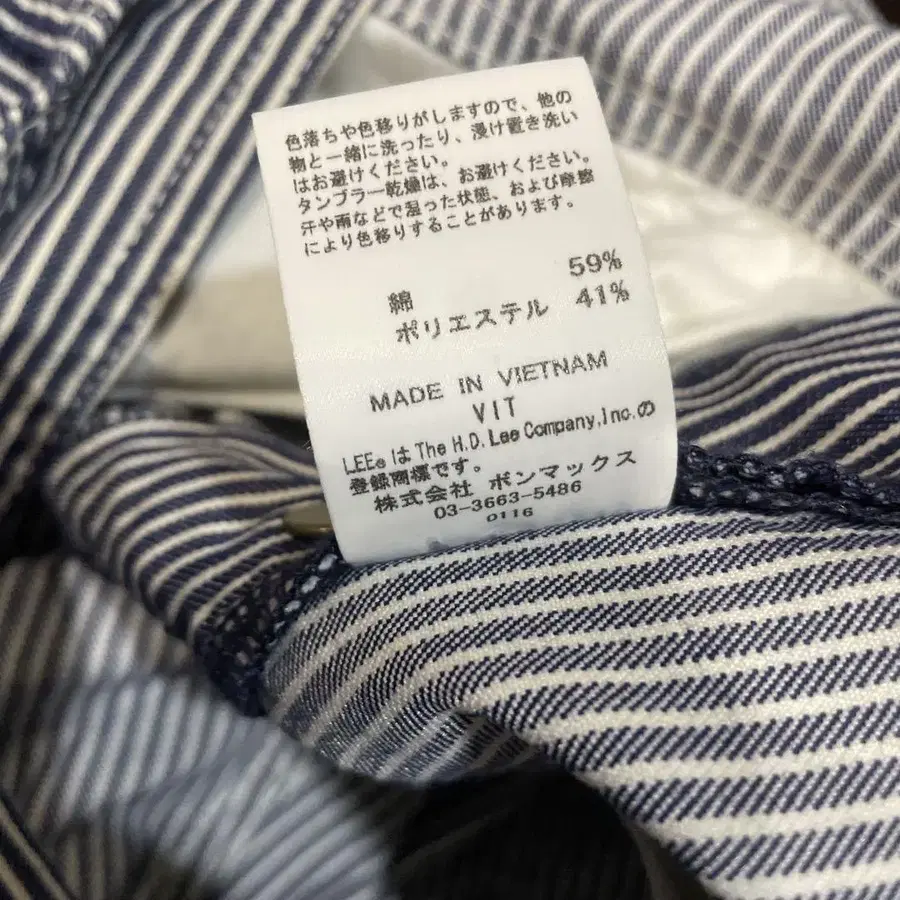 色落ちや色移りがしますので、他の
物と一緒に洗ったり、浸け置き洗い
はお避けください。
タンブラー乾燥は、お避けください。
汗や雨などで湿った状態、および摩擦
により色移りすることがあります。
綿 59%
ポリエステル 41%
MADE IN VIETNAM
VIT
LEE®は The H.D. Lee Company,Inc.の
登録商標です。
株式会社 ボンマックス
03-3663-5486
0116